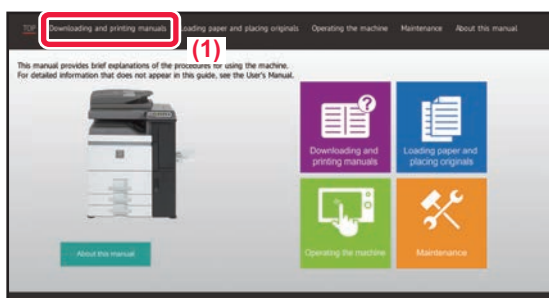 TOP Downloading and printing manuals Loading paper and placing originals Operating the machine Maintenance About this manual
(1)
This manual provides brief explanations of the procedures for using the machine.
For detailed information that does not appear in this guide, see the User's Manual.
Downloading and
printing manuals
Loading paper and
placing originals
Operating the machine
Maintenance
About this manual